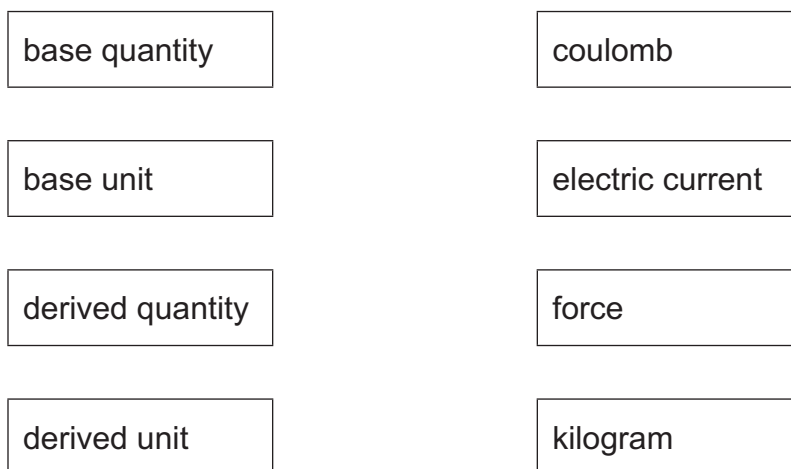 base quantity
coulomb
base unit
electric current
derived quantity
force
derived unit
kilogram